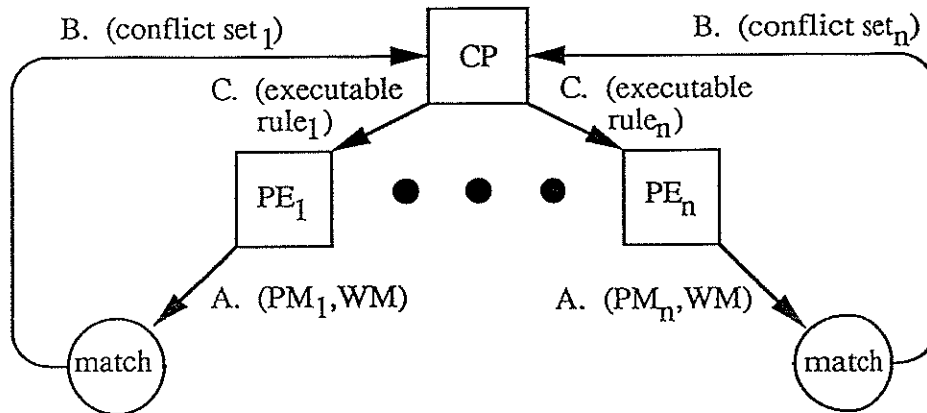 B. (conflict set1)
CP
B. (conflict setn)
C. (executable
rule1)
C. (executable
rulen)
PE1
PEn
A. (PM1,WM)
A. (PMn,WM)
match
match